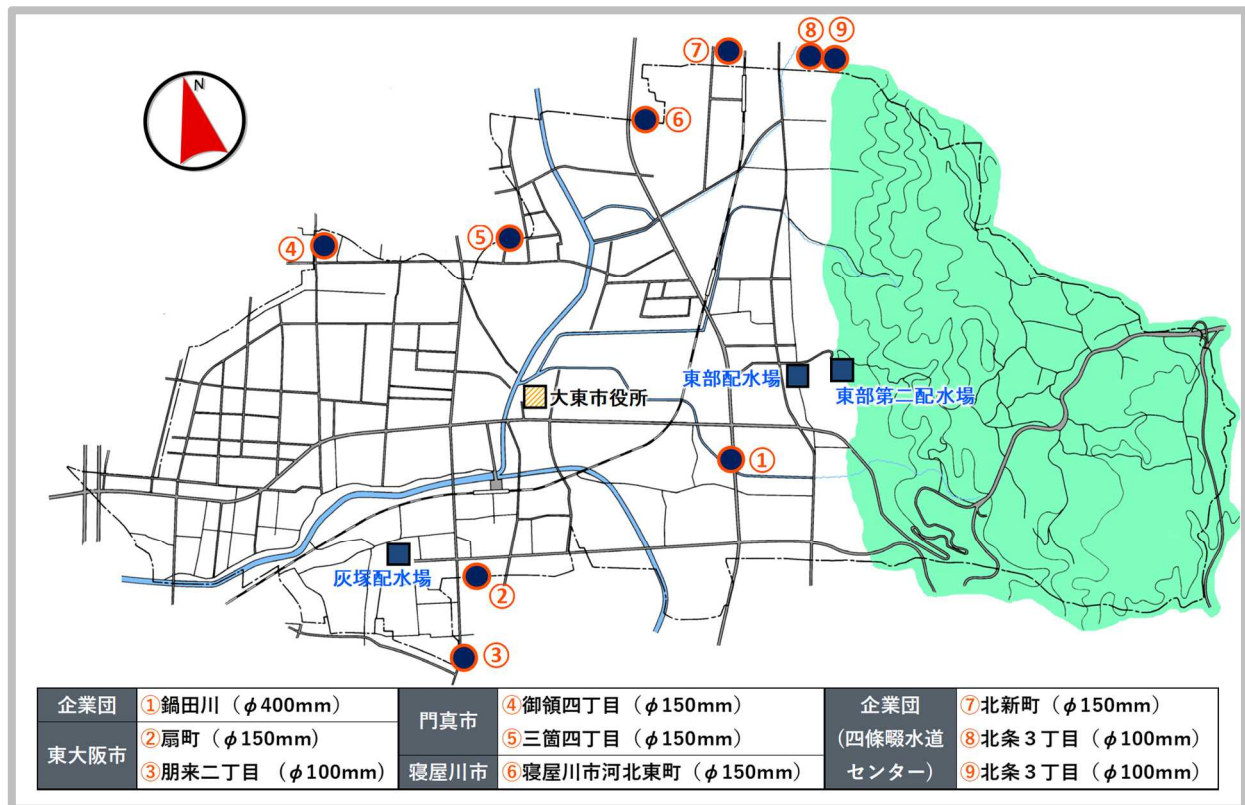 ⑧ ⑨
⑦
N
⑥
⑤
④
東部配水場
東部第二配水場
大東市役所
①
灰塚配水場
②
③
企業団 ①鍋田川（φ400mm）
東大阪市 ②扇町（φ150mm)
③朋来二丁目 （φ100mm）
門真市 ④御領四丁目（φ150mm）
⑤三箇四丁目（φ150mm）
寝屋川市 ⑥寝屋川市河北東町（φ150mm）
企業団 ⑦北新町（φ150mm）
(四條畷水道 ⑧北条３丁目（φ100mm）
センター) ⑨北条３丁目（φ100mm）